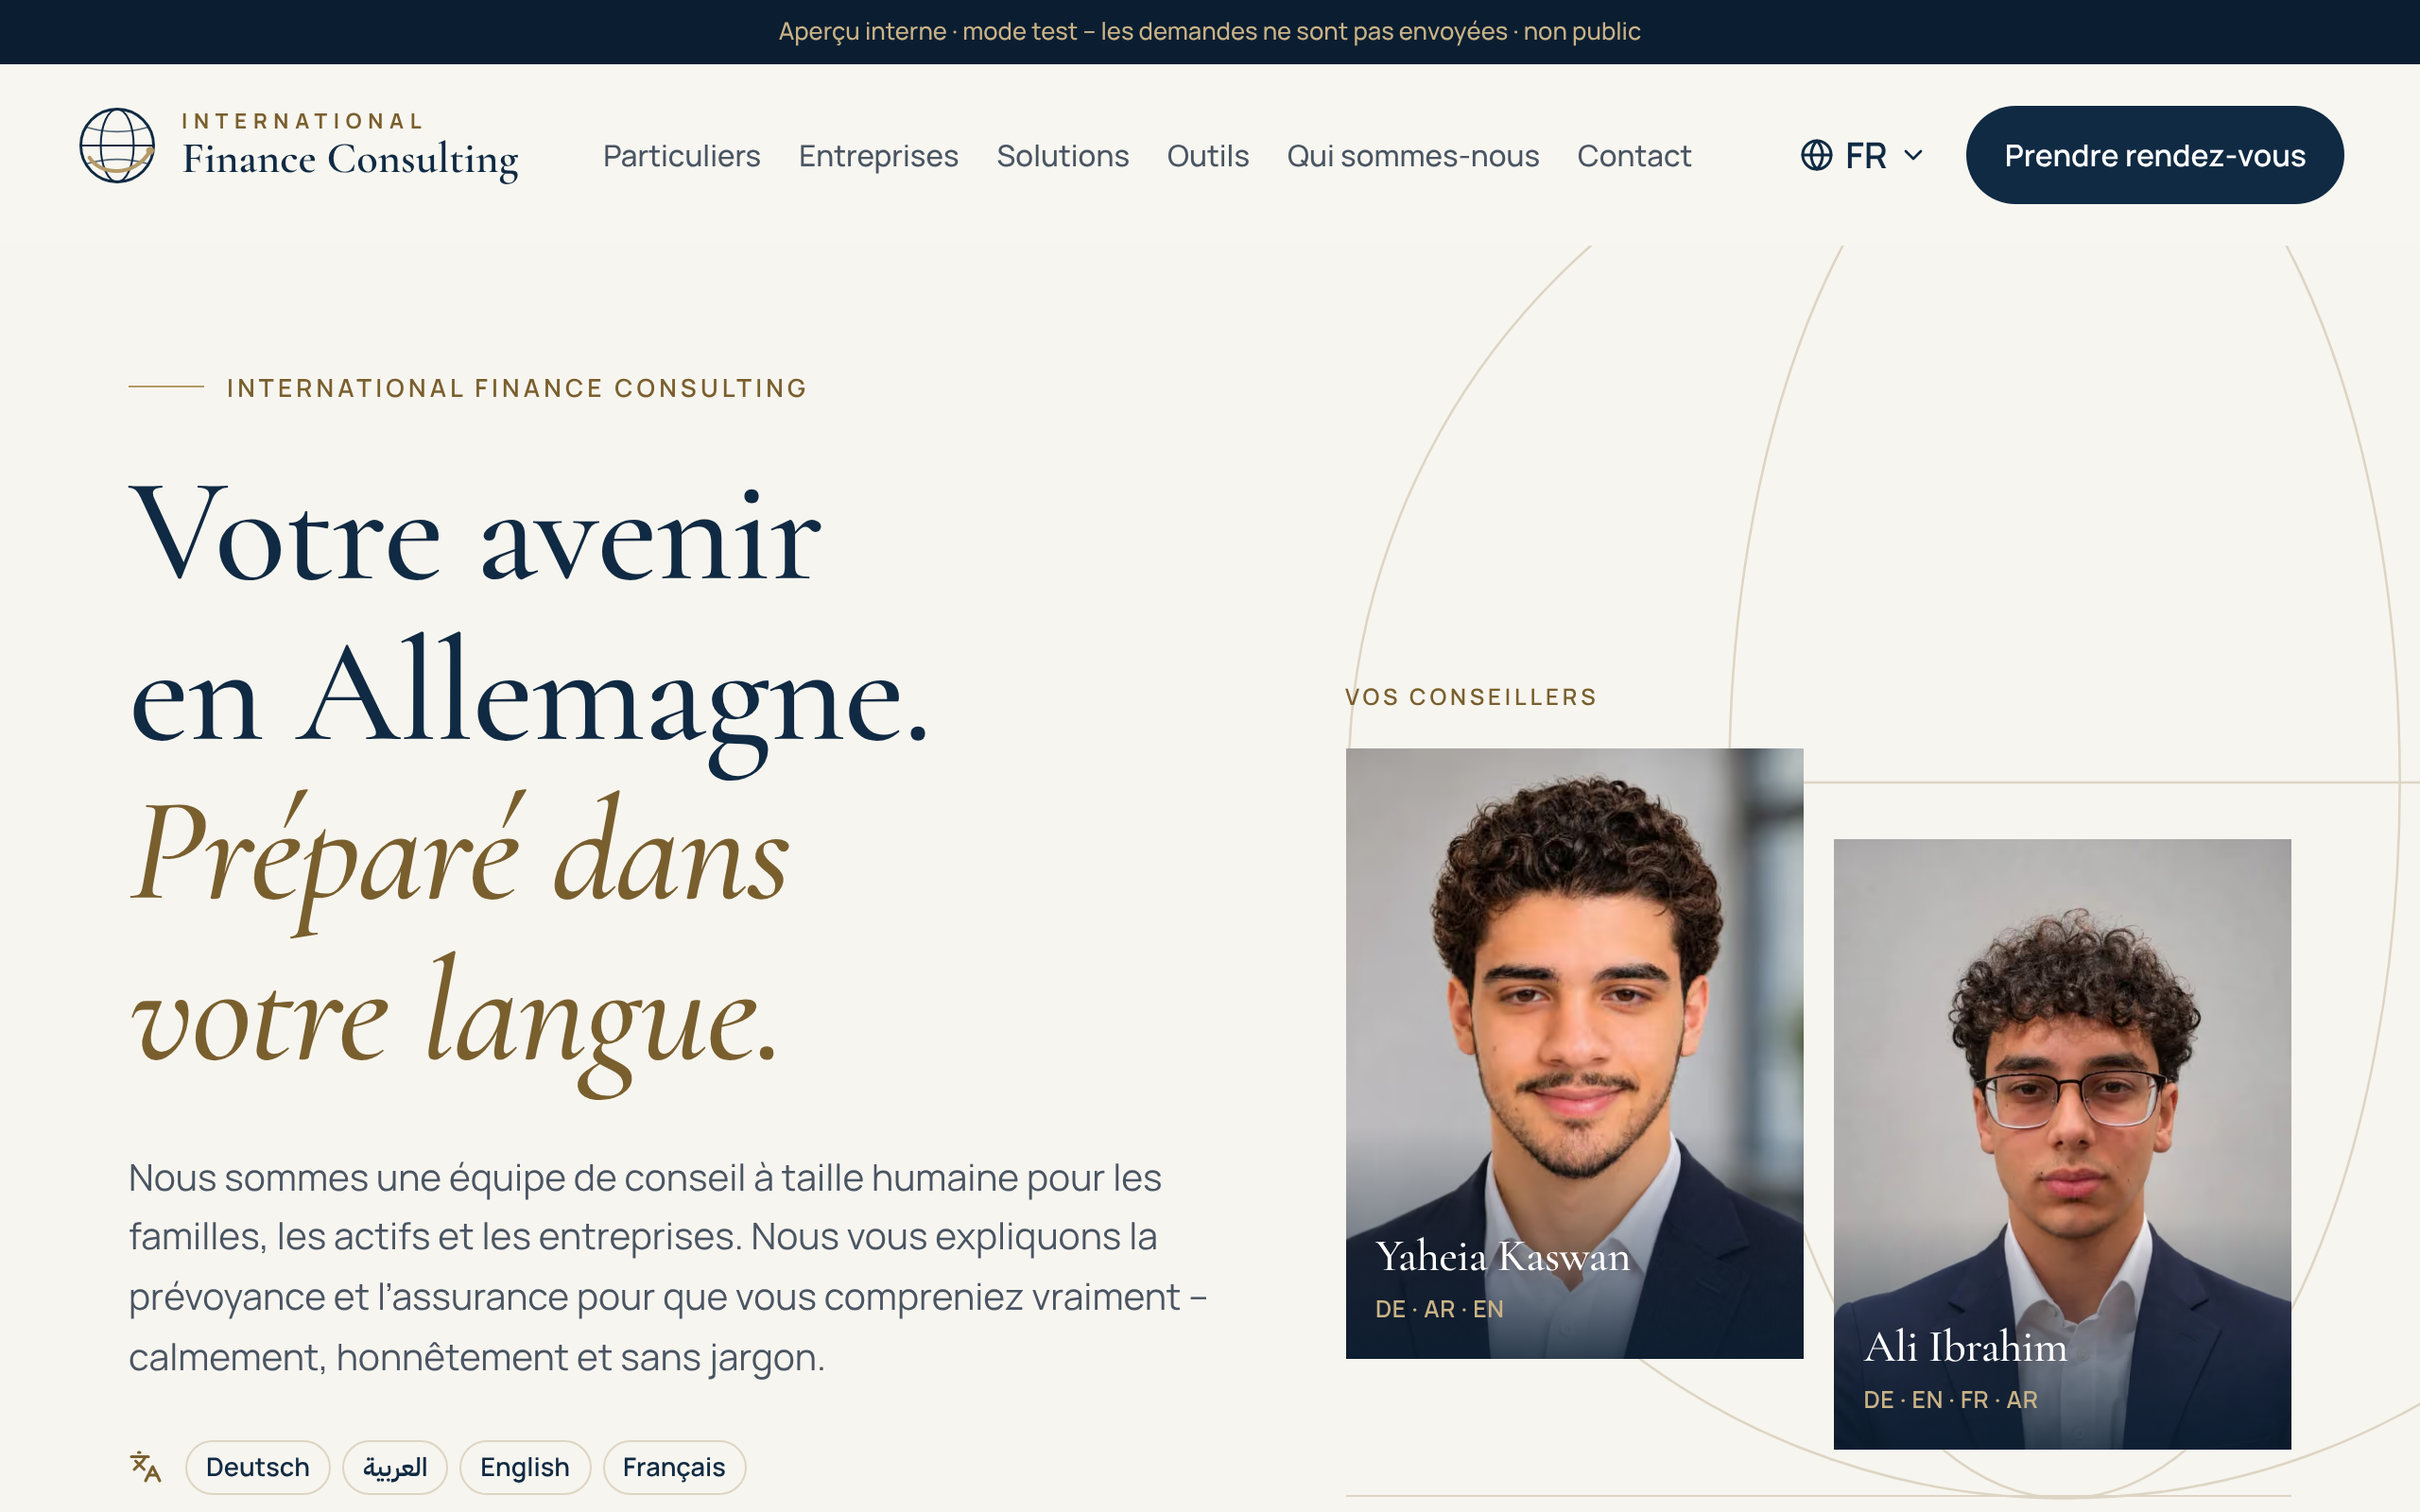 Aperçu interne · mode test – les demandes ne sont pas envoyées · non public
INTERNATIONAL
Finance Consulting
Particuliers
Entreprises
Solutions
Outils
Qui sommes-nous
Contact
FR
Prendre rendez-vous
INTERNATIONAL FINANCE CONSULTING
Votre avenir
en Allemagne.
Préparé dans
votre langue.
Nous sommes une équipe de conseil à taille humaine pour les
familles, les actifs et les entreprises. Nous vous expliquons la
prévoyance et l’assurance pour que vous compreniez vraiment –
calmement, honnêtement et sans jargon.
Deutsch
العربية
English
Français
VOS CONSEILLERS
Yaheia Kaswan
DE · AR · EN
Ali Ibrahim
DE · EN · FR · AR